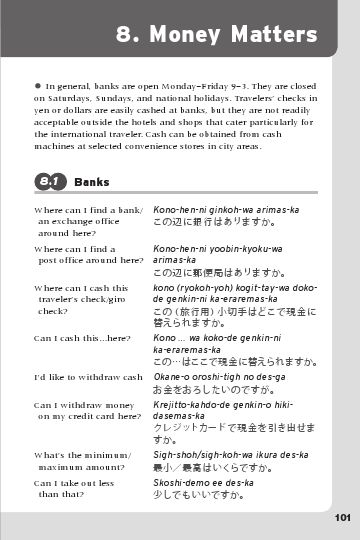 8. Money Matters
● In general, banks are open Monday–Friday 9–3. They are closed
on Saturdays, Sundays, and national holidays. Travelers' checks in
yen or dollars are easily cashed at banks, but they are not readily
acceptable outside the hotels and shops that cater particularly for
the international traveler. Cash can be obtained from cash
machines at selected convenience stores in city areas.
8.1 Banks
Where can I find a bank/ Kono-hen-ni ginkoh-wa arimas-ka
an exchange office この辺に銀行はありますか。
around here?
Where can I find a Kono-hen-ni yoobin-kyoku-wa
post office around here? arimas-ka
この辺に郵便局はありますか。
Where can I cash this kono (ryokoh-yoh) kogit-tay-wa doko-
traveler's check/giro de genkin-ni ka-eraremas-ka
check? この（旅行用）小切手はどこで現金に
替えられますか。
Can I cash this...here? Kono ... wa koko-de genkin-ni
ka-eraremas-ka
この…はここで現金に替えられますか。
I'd like to withdraw cash Okane-o oroshi-tigh no des-ga
お金をおろしたいのですが。
Can I withdraw money Krejitto-kahdo-de genkin-o hiki-
on my credit card here? dasemas-ka
クレジットカードで現金を引き出せま
すか。
What's the minimum/ Sigh-shoh/sigh-koh-wa ikura des-ka
maximum amount? 最小／最高はいくらですか。
Can I take out less Skoshi-demo ee des-ka
than that? 少しでもいいですか。
101